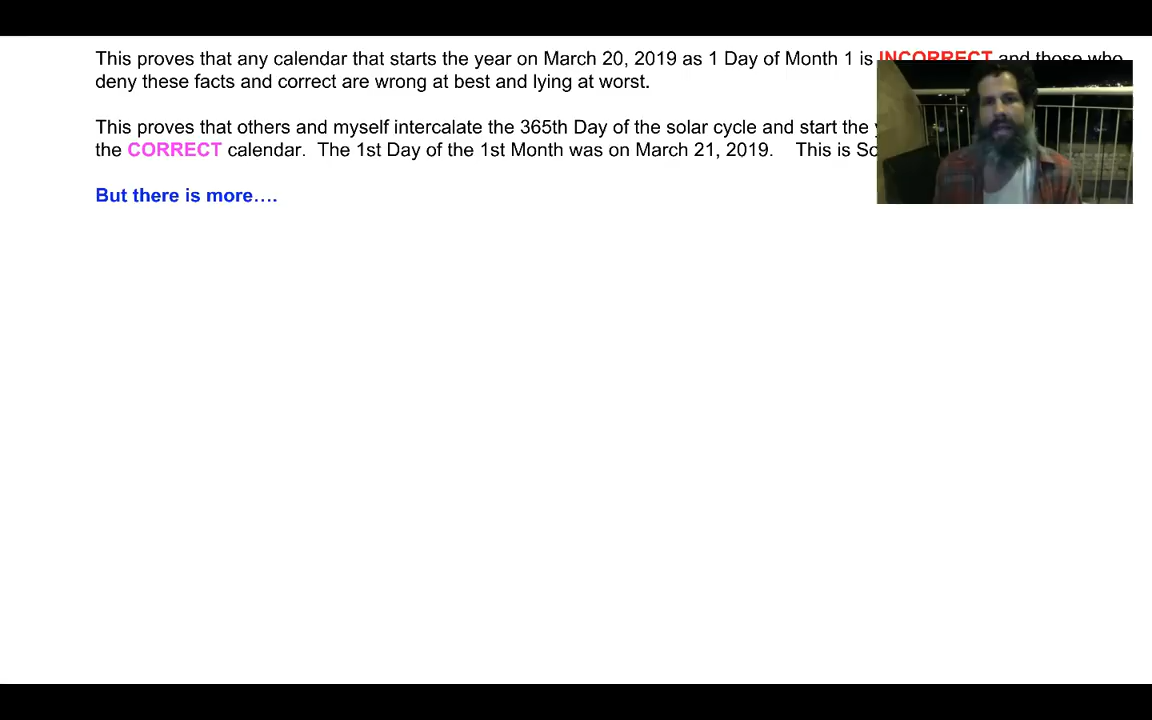 This proves that any calendar that starts the year on March 20, 2019 as 1 Day of Month 1 is INCORRECT and those who
deny these facts and correct are wrong at best and lying at worst.
This proves that others and myself intercalate the 365th Day of the solar cycle and start the
the CORRECT calendar. The 1st Day of the 1st Month was on March 21, 2019. This is
But there is more….